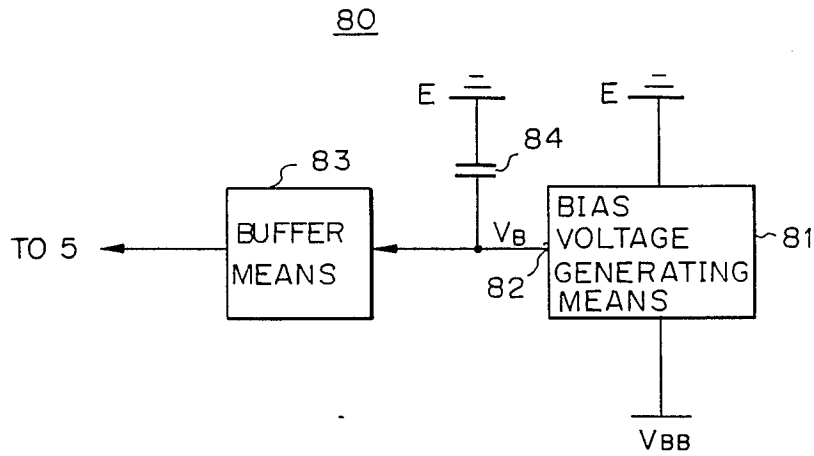 80
E
E
84
83
BUFFER
MEANS
TO 5
VB
82
BIAS
VOLTAGE
GENERATING
MEANS
81
VBB